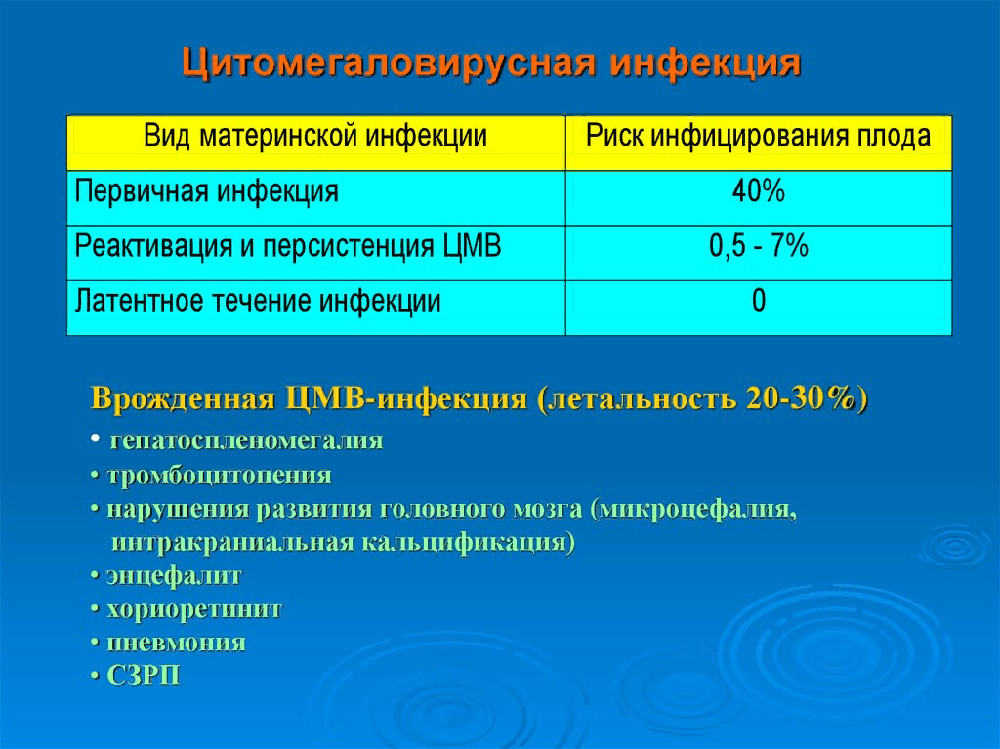 Цитомегаловирусная инфекция
Вид материнской инфекции Риск инфицирования плода
Первичная инфекция 40%
Реактивация и персистенция ЦМВ 0,5 - 7%
Латентное течение инфекции 0
Врожденная ЦМВ-инфекция (летальность 20-30%)
• гепатоспленомегалия
• тромбоцитопения
• нарушения развития головного мозга (микроцефалия,
интракраниальная кальцификация)
• энцефалит
• хориоретинит
• пневмония
• СЗРП